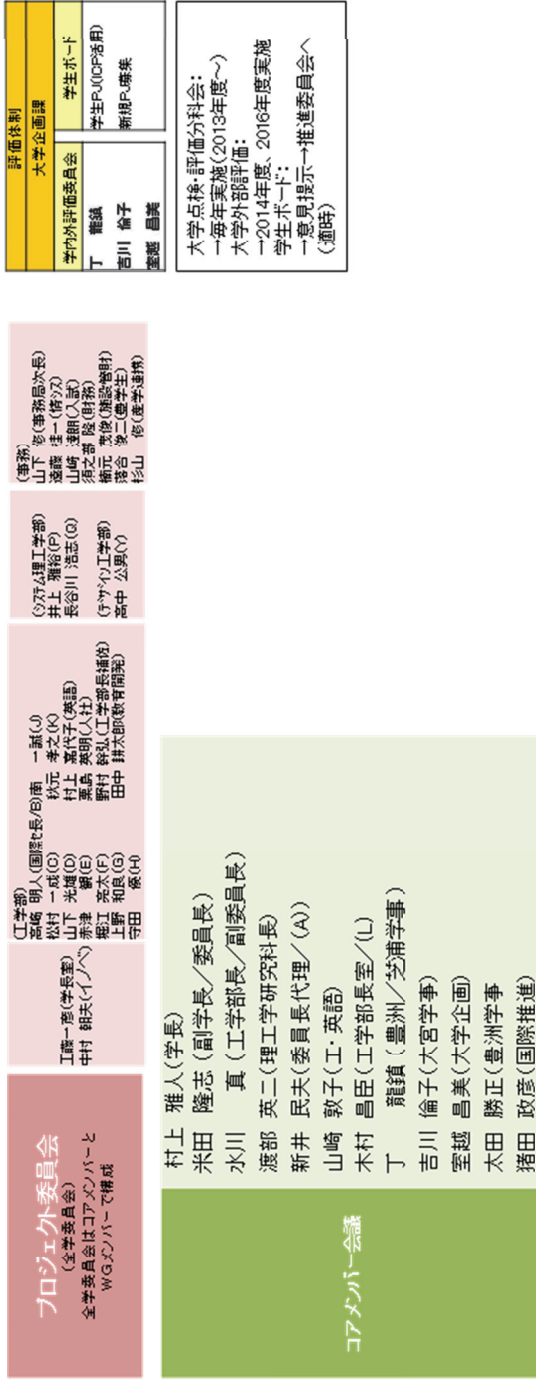 プロジェクト委員会
(全学委員会)
全学委員会はコアメンバーと
WGメンバーで構成
工藤一彦(学長室)
中村 朝夫(イノベ)
(工学部)
高崎 明人(国際セ長/B)南 一誠(J)
松村 一成(C) 秋元 孝之(K)
山下 光雄(D) 村上 嘉代子(英語)
赤津 観(E) 栗島 英明(人社)
堀江 亮太(F) 野村 幹弘(工学部長補佐)
上野 和良(G) 田中 耕太郎(教育開発)
守田 優(H)
(システム理工学部)
井上 雅裕(P)
長谷川 浩志(Q)
(デザイン工学部)
高中 公男(Y)
(事務)
山下 修(事務局次長)
遠藤 桂一(情シス)
山崎 達朗(入試)
須之部 隆(財務)
楠元 茂俊(施設管財)
落合 俊二(豊学生)
杉山 修(産学連携)
コアメンバー会議
村上 雅人(学長)
米田 隆志(副学長/委員長)
水川 真(工学部長/副委員長)
渡部 英二(理工学研究科長)
新井 民夫(委員長代理/(A))
山崎 敦子(工・英語)
木村 昌臣(工学部長室/(L)
丁 龍鎮(豊洲/芝浦学事)
吉川 倫子(大宮学事)
室越 昌美(大学企画)
太田 勝正(豊洲学事
猪田 政彦(国際推進)
評価体制
大学企画課
学内外評価委員会 学生ボード
丁 龍鎮 学生PJ(ICP活用)
吉川 倫子 新規PJ募集
室越 昌美
大学点検・評価分科会:
→毎年実施(2013年度~)
大学外部評価:
→2014年度、2016年度実施
学生ボード:
→意見提示→推進委員会へ
(適時)